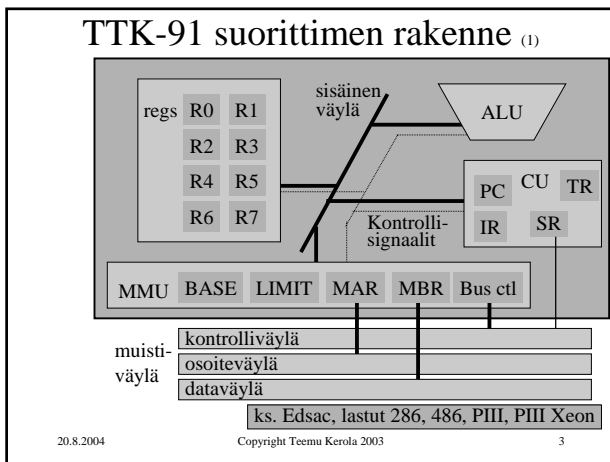 TTK-91 suorittimen rakenne (1)
regs R0 R1
R2 R3
R4 R5
R6 R7
sisäinen
väylä
ALU
PC CU TR
IR SR
Kontrolli-
signaalit
MMU BASE LIMIT MAR MBR Bus ctl
muisti-
väylä
kontrolliväylä
osoiteväylä
dataväylä
ks. Edsac, lastut 286, 486, PIII, PIII Xeon
20.8.2004 Copyright Teemu Kerola 2003 3